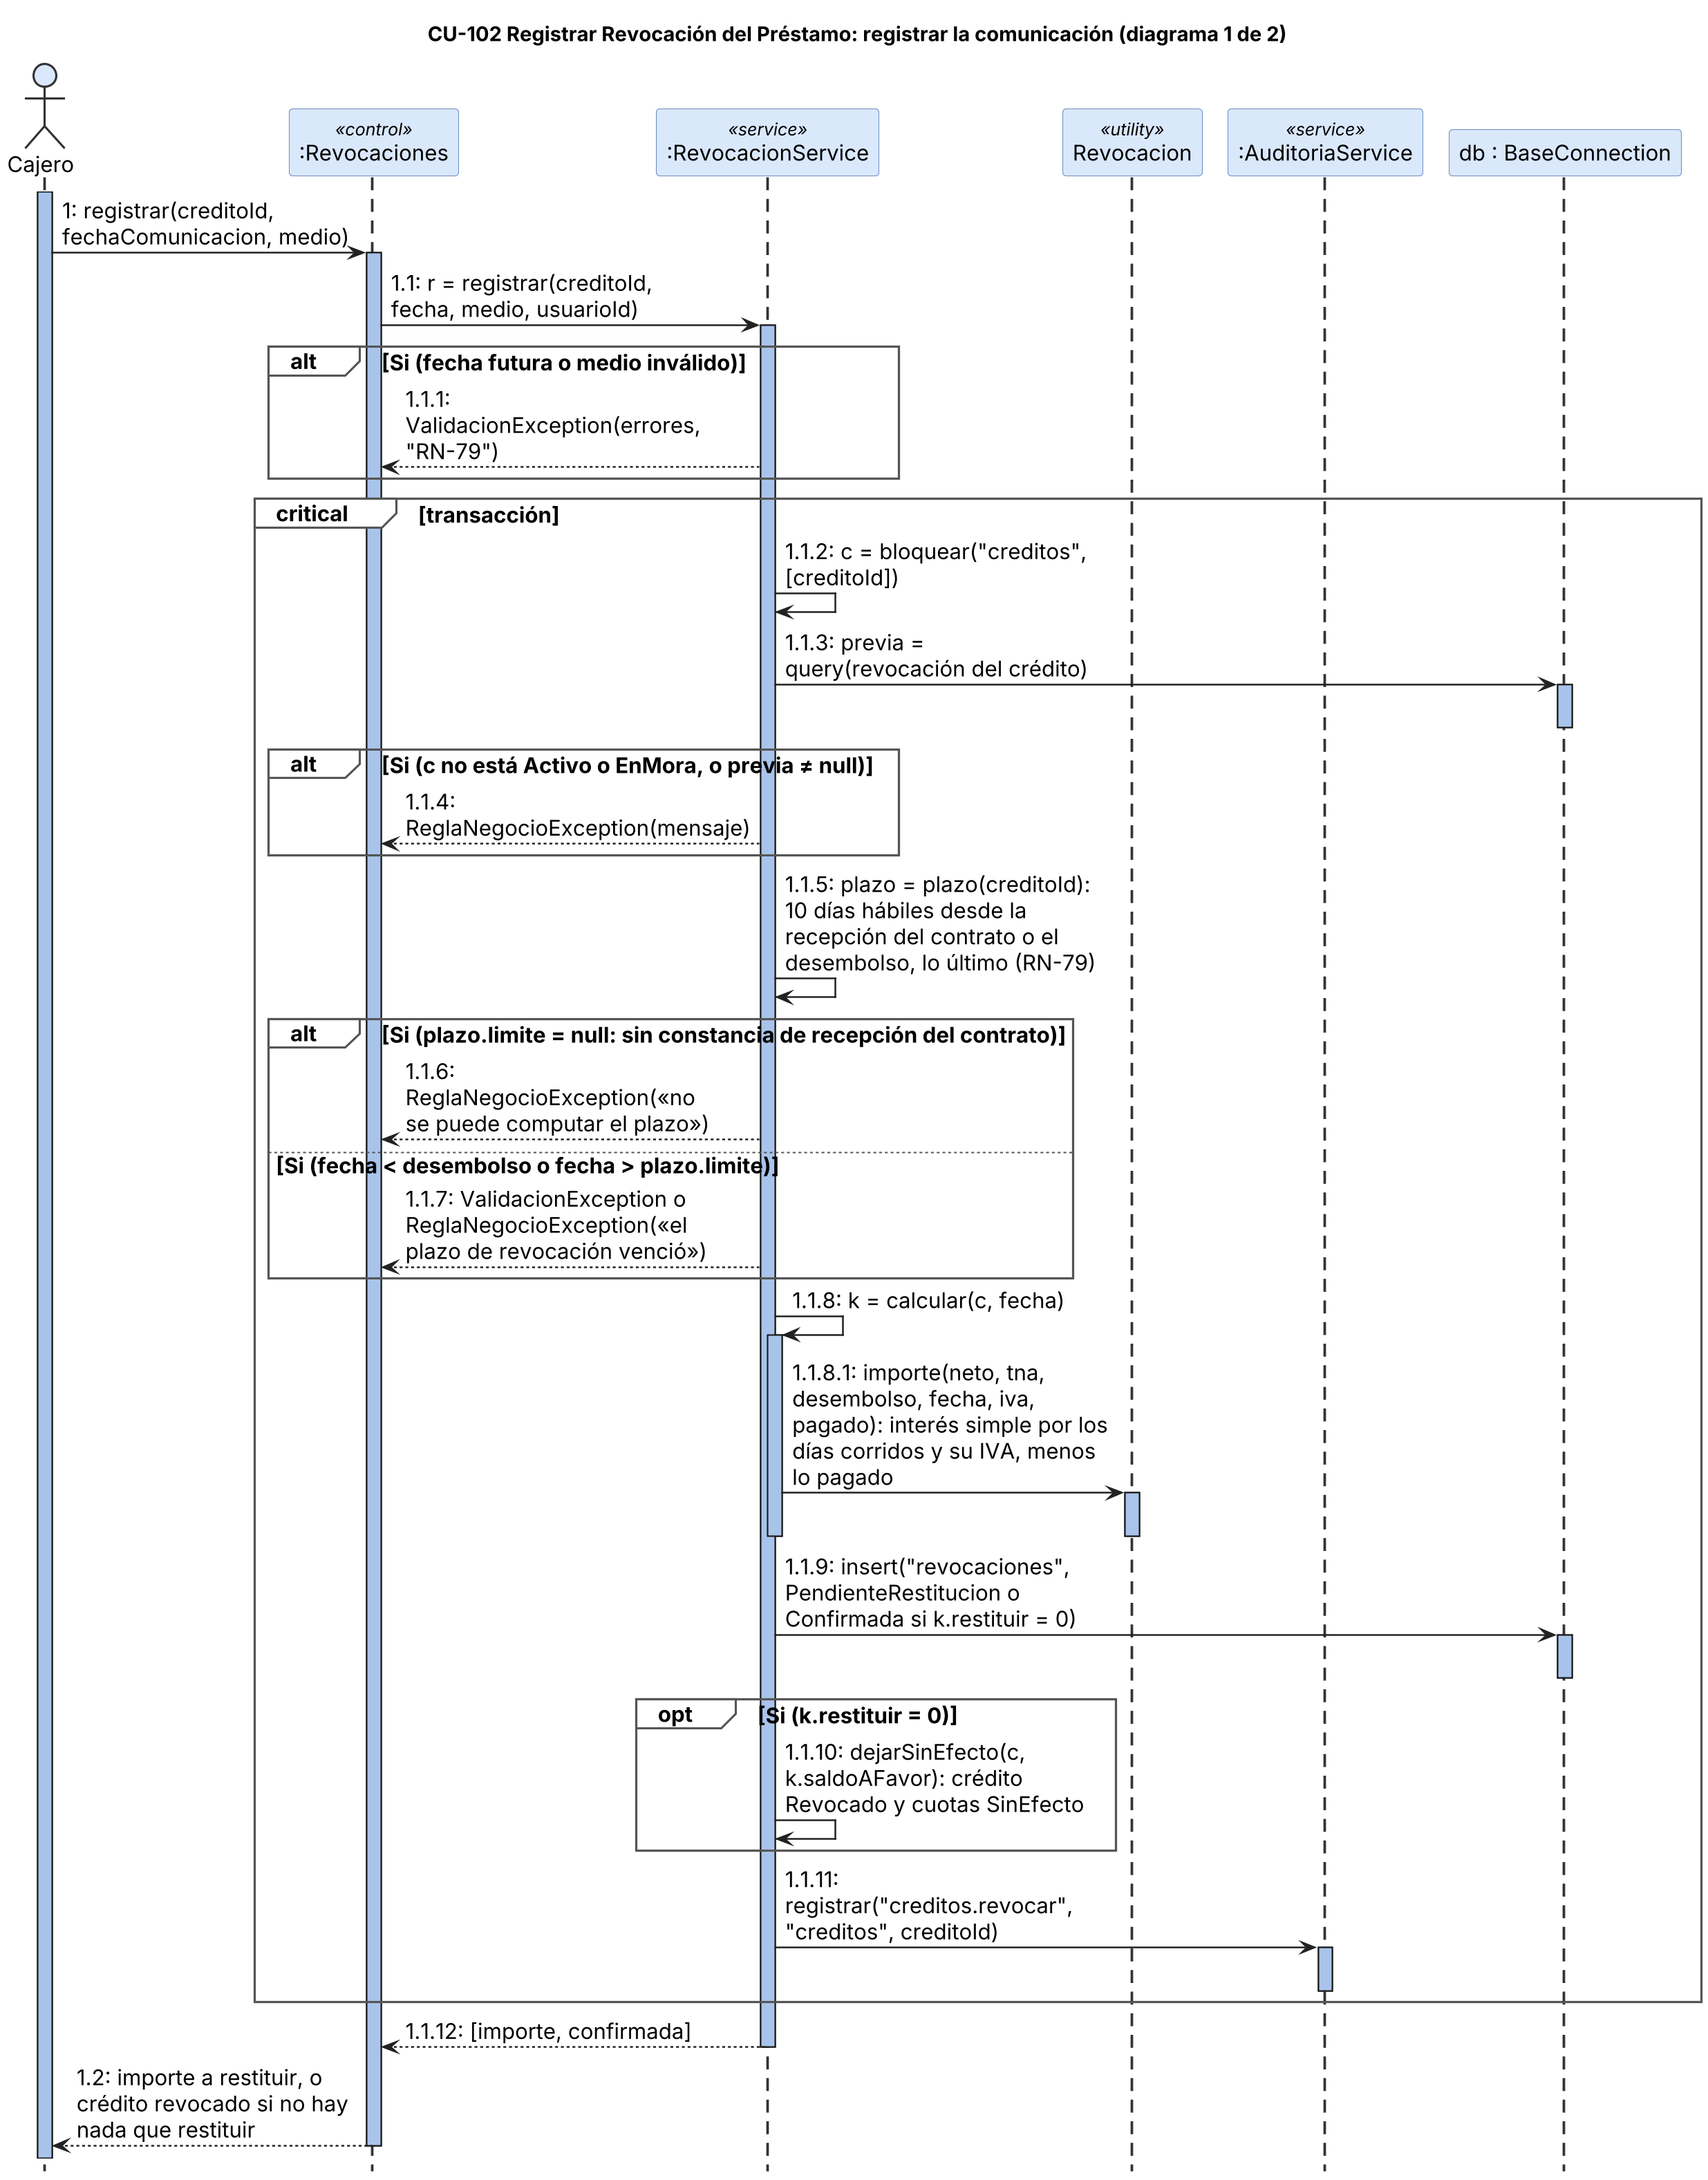 CU-102 Registrar Revocación del Préstamo: registrar la comunicación (diagrama 1 de 2)
Cajero
«control»
:Revocaciones
«service»
:RevocacionService
«utility»
Revocacion
«service»
:AuditoriaService
db : BaseConnection
1: registrar(creditoId,
fechaComunicacion, medio)
1.1: r = registrar(creditoId,
fecha, medio, usuarioId)
alt
[Si (fecha futura o medio inválido)]
1.1.1:
ValidacionException(errores,
"RN-79")
critical
[transacción]
1.1.2: c = bloquear("creditos",
[creditoId])
1.1.3: previa =
query(revocación del crédito)
alt
[Si (c no está Activo o EnMora, o previa ≠ null)]
1.1.4:
ReglaNegocioException(mensaje)
1.1.5: plazo = plazo(creditoId):
10 días hábiles desde la
recepción del contrato o el
desembolso, lo último (RN-79)
alt
[Si (plazo.limite = null: sin constancia de recepción del contrato)]
1.1.6:
ReglaNegocioException(«no
se puede computar el plazo»)
[Si (fecha < desembolso o fecha > plazo.limite)]
1.1.7: ValidacionException o
ReglaNegocioException(«el
plazo de revocación venció»)
1.1.8: k = calcular(c, fecha)
1.1.8.1: importe(neto, tna,
desembolso, fecha, iva,
pagado): interés simple por los
días corridos y su IVA, menos
lo pagado
1.1.9: insert("revocaciones",
PendienteRestitucion o
Confirmada si k.restituir = 0)
opt
[Si (k.restituir = 0)]
1.1.10: dejarSinEfecto(c,
k.saldoAFavor): crédito
Revocado y cuotas SinEfecto
1.1.11:
registrar("creditos.revocar",
"creditos", creditoId)
1.1.12: [importe, confirmada]
1.2: importe a restituir, o
crédito revocado si no hay
nada que restituir